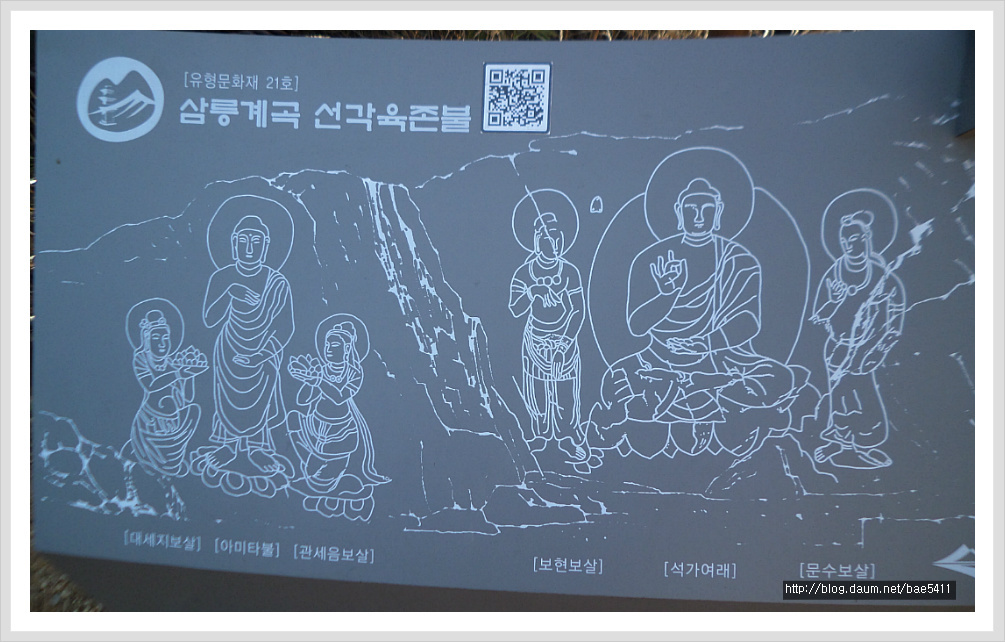 [유형문화재 21호]
삼릉계곡 선각육존불
[대세지보살] [아미타불] [관세음보살]
[보현보살] [석가여래] [문수보살]
http://blog.daum.net/bae5411